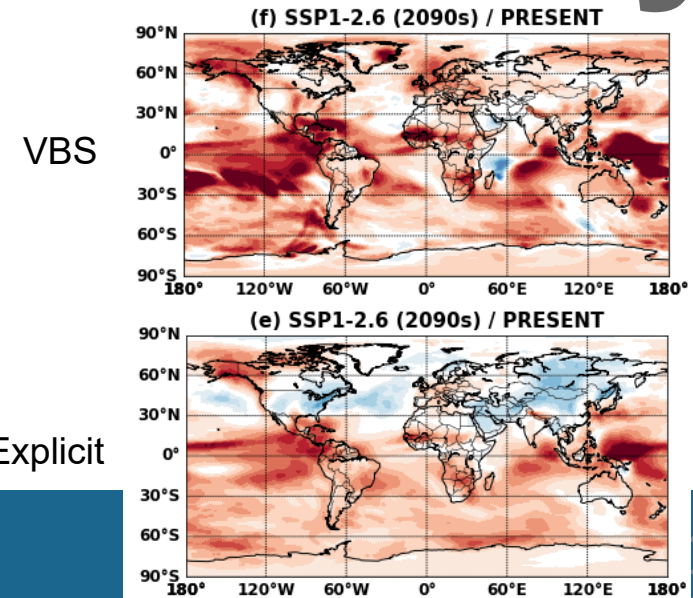 (f) SSP1-2.6 (2090s) / PRESENT
90°N
60°N
30°N
0°
30°S
60°S
90°S
180° 120°W 60°W 0° 60°E 120°E 180°
VBS
(e) SSP1-2.6 (2090s) / PRESENT
90°N
60°N
30°N
0°
30°S
60°S
90°S
180° 120°W 60°W 0° 60°E 120°E 180°
Explicit